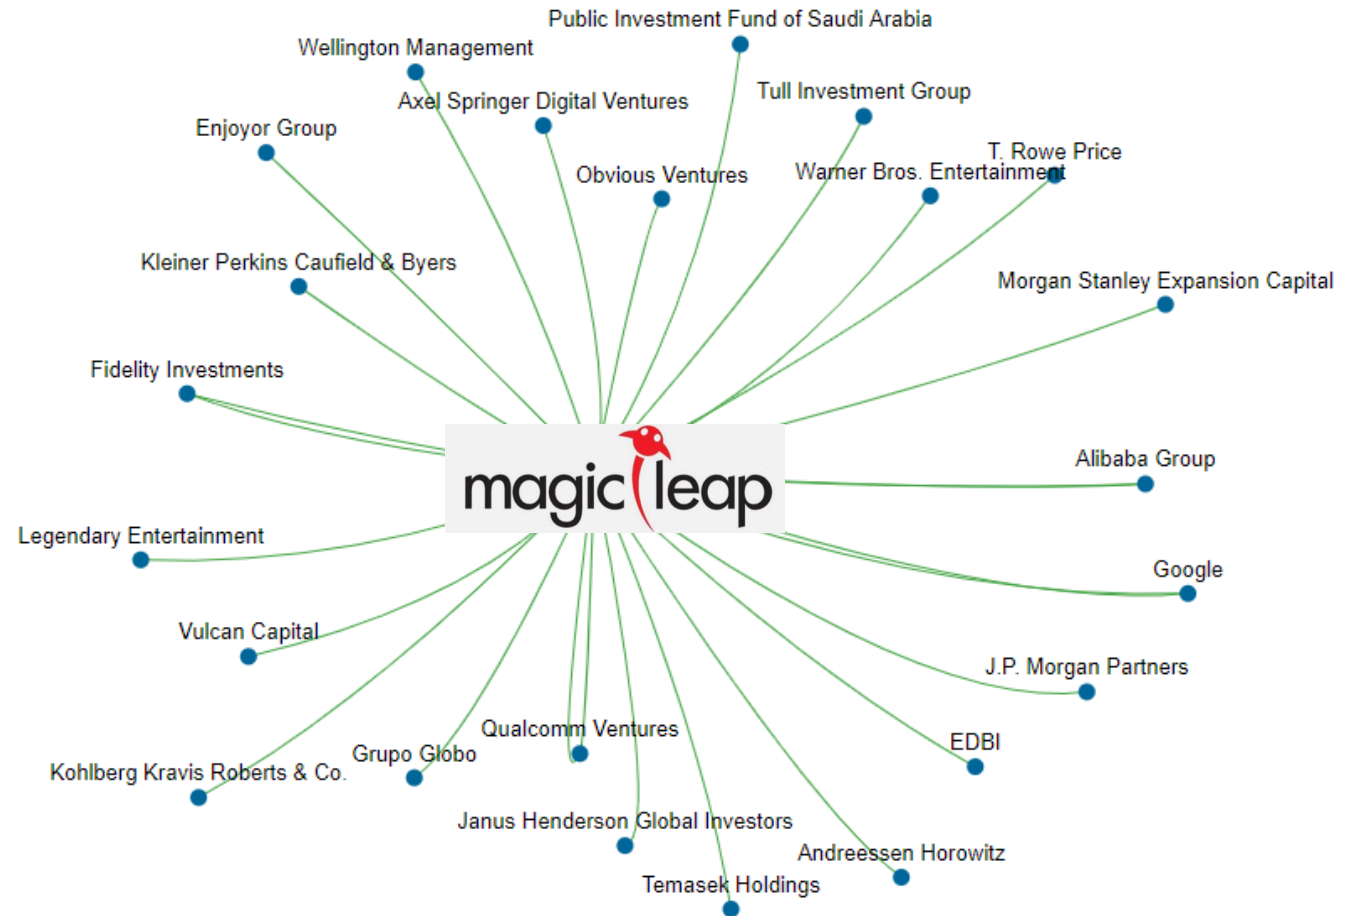 Public Investment Fund of Saudi Arabia
Wellington Management
Tull Investment Group
Axel Springer Digital Ventures
Enjoyor Group
T. Rowe Price
Warner Bros. Entertainment
Obvious Ventures
Kleiner Perkins Caufield & Byers
Morgan Stanley Expansion Capital
Fidelity Investments
Alibaba Group
magic leap
Legendary Entertainment
Google
Vulcan Capital
J.P. Morgan Partners
Qualcomm Ventures
EDBI
Grupo Globo
Kohlberg Kravis Roberts & Co.
Janus Henderson Global Investors
Andreessen Horowitz
Temasek Holdings